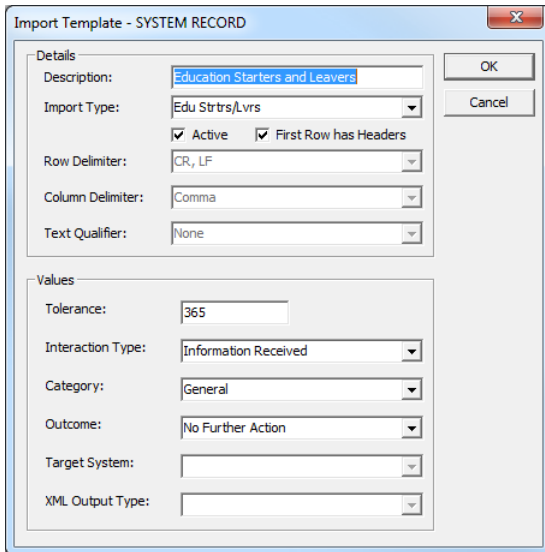 Import Template - SYSTEM RECORD
Details
Description: Education Starters and Leavers
OK
Import Type: Edu Strtrs/Lvrs
Cancel
Active First Row has Headers
Row Delimiter: CR, LF
Column Delimiter: Comma
Text Qualifier: None
Values
Tolerance: 365
Interaction Type: Information Received
Category: General
Outcome: No Further Action
Target System:
XML Output Type: